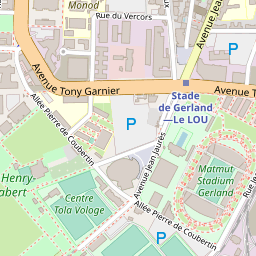 Monod
Rue du Vercors
Avenue Jean
P
Avenue Tony Garnier
Avenue T
Stade
de Gerland
—Le LOU
Allée Pierre de Coubertin
P
Avenue Jean Jaurès
Matmut
Stadium
Gerland
Henry
abert
Centre
Tola Vologe
Allée Pierre de Coubertin
P